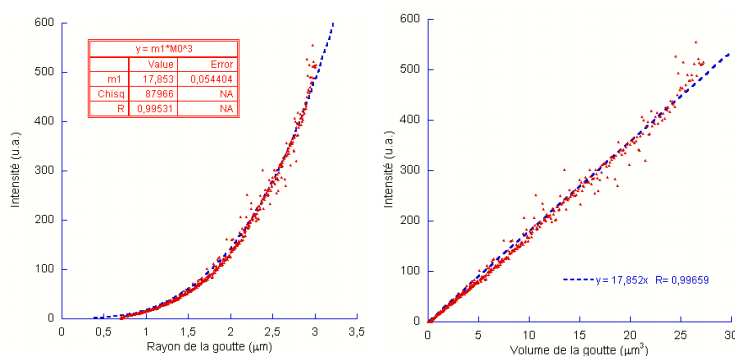 600
500
400
300
200
100
0
Intensité (u.a.)
y = m1*M0^3
Value Error
m1 17,853 0,054404
Chisq 87966 NA
R 0,99531 NA
0 0,5 1 1,5 2 2,5 3 3,5
Rayon de la goutte (µm)
600
500
400
300
200
100
0
Intensité (u.a.)
y = 17,852x R= 0,99659
0 5 10 15 20 25 30
Volume de la goutte (µm³)